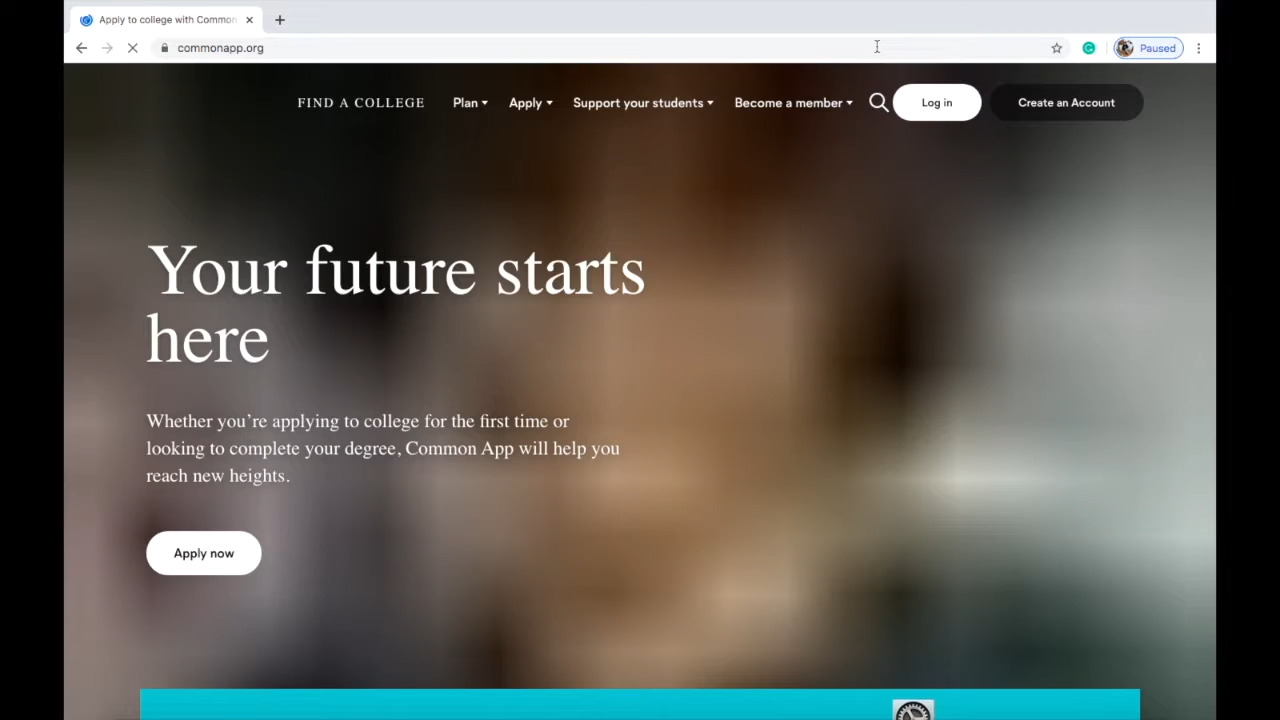 Apply to college with Common
commonapp.org
Paused
FIND A COLLEGE
Plan
Apply
Support your students
Become a member
Log in
Create an Account
Your future starts
here
Whether you’re applying to college for the first time or
looking to complete your degree, Common App will help you
reach new heights.
Apply now